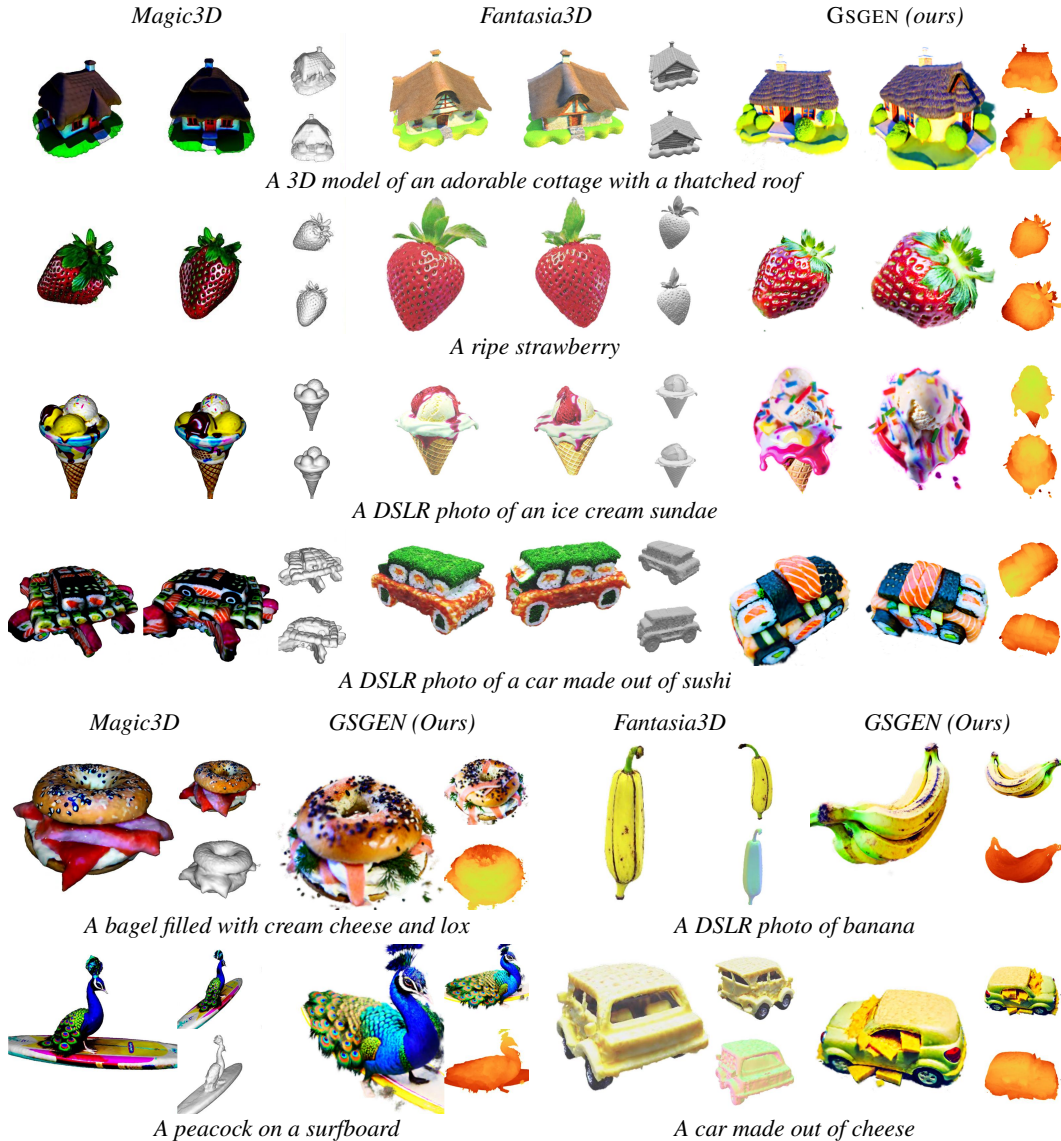 Magic3D Fantasia3D GSGEN (ours)
A 3D model of an adorable cottage with a thatched roof
A ripe strawberry
A DSLR photo of an ice cream sundae
A DSLR photo of a car made out of sushi
Magic3D GSGEN (Ours) Fantasia3D GSGEN (Ours)
A bagel filled with cream cheese and lox A DSLR photo of banana
A peacock on a surfboard A car made out of cheese